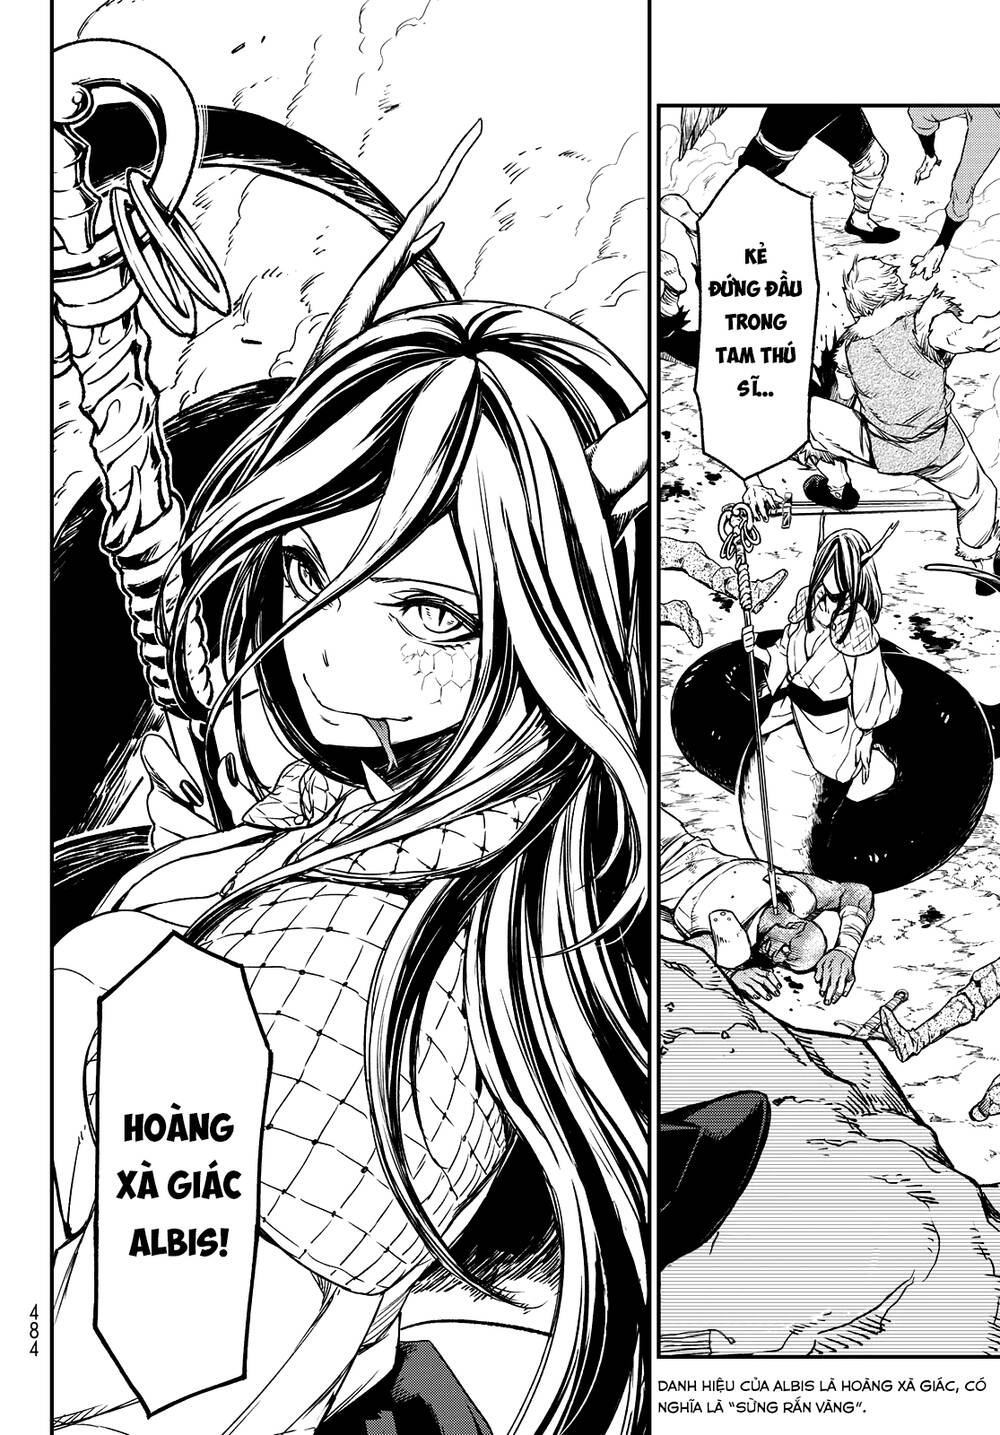 KẺ
ĐỨNG ĐẦU
TRONG
TAM THÚ
SĨ...
HOÀNG
XÀ GIÁC
ALBIS!
DANH HIỆU CỦA ALBIS LÀ HOÀNG XÀ GIÁC, CÓ
NGHĨA LÀ “SỪNG RẮN VÀNG”.
484